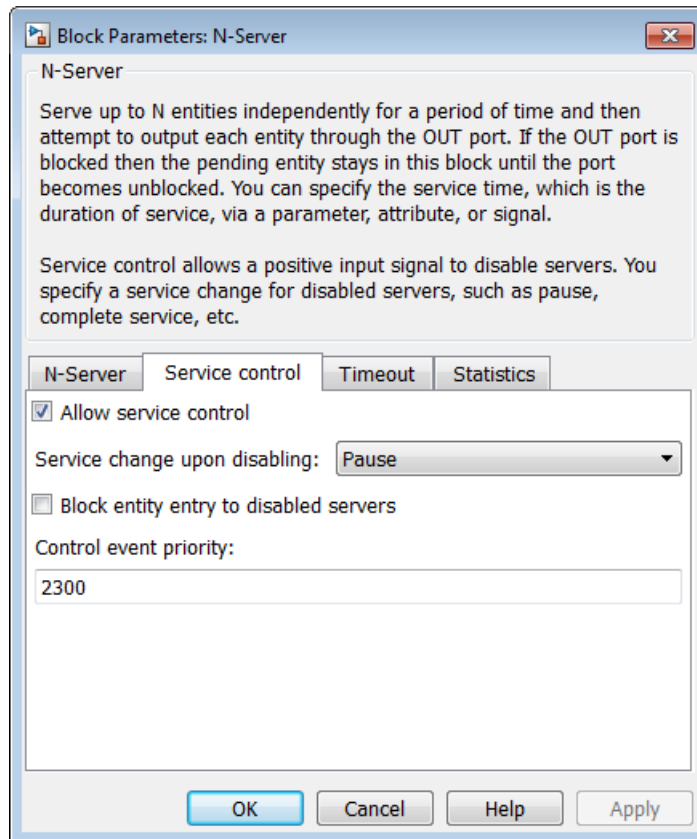 Block Parameters: N-Server
N-Server
Serve up to N entities independently for a period of time and then
attempt to output each entity through the OUT port. If the OUT port is
blocked then the pending entity stays in this block until the port
becomes unblocked. You can specify the service time, which is the
duration of service, via a parameter, attribute, or signal.
Service control allows a positive input signal to disable servers. You
specify a service change for disabled servers, such as pause,
complete service, etc.
N-Server Service control Timeout Statistics
Allow service control
Service change upon disabling: Pause
Block entity entry to disabled servers
Control event priority:
2300
OK Cancel Help Apply